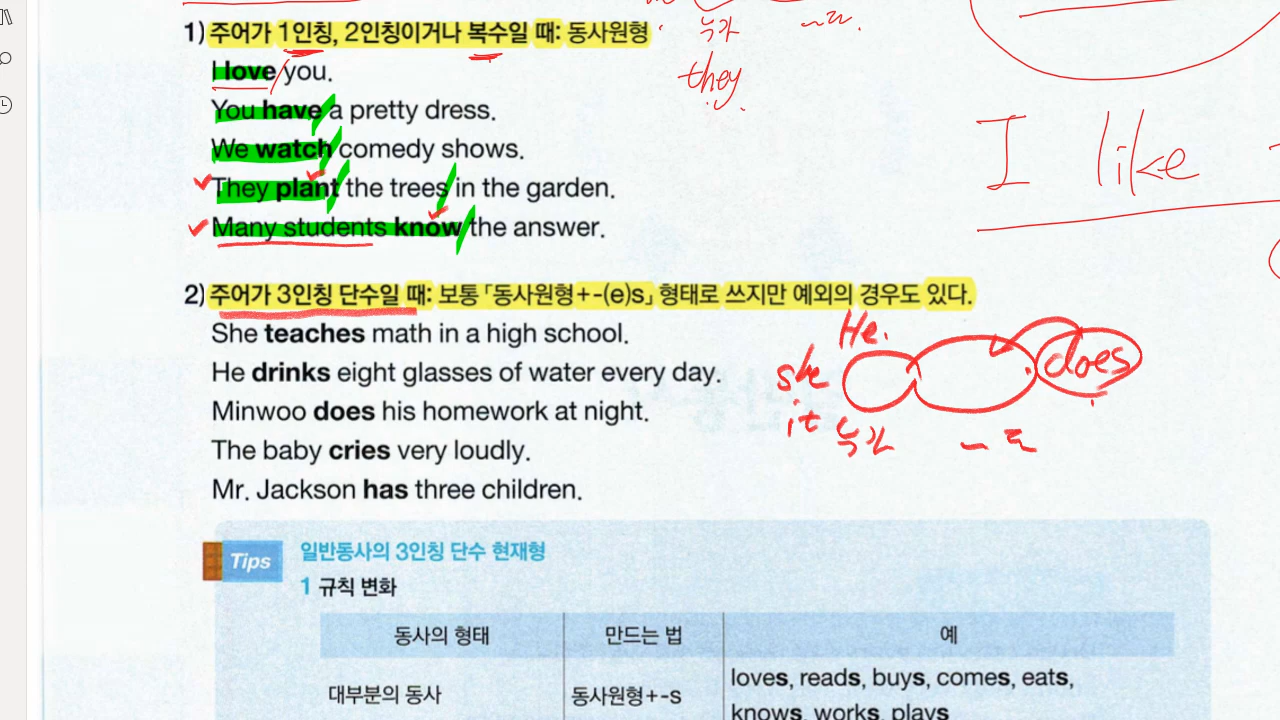 1) 주어가 1인칭, 2인칭이거나 복수일 때: 동사원형
I love you.
You have a pretty dress.
We watch comedy shows.
They plant the trees in the garden.
Many students know the answer.
누가 ~다.
they
I like
2) 주어가 3인칭 단수일 때: 보통 「동사원형+-(e)s」 형태로 쓰지만 예외의 경우도 있다.
She teaches math in a high school.
He drinks eight glasses of water every day.
Minwoo does his homework at night.
The baby cries very loudly.
Mr. Jackson has three children.
He.
she
it
does
누가 ~다
Tips
일반동사의 3인칭 단수 현재형
1 규칙 변화
동사의 형태 만드는 법 예
대부분의 동사 동사원형+-s loves, reads, buys, comes, eats,
knows, works, plays